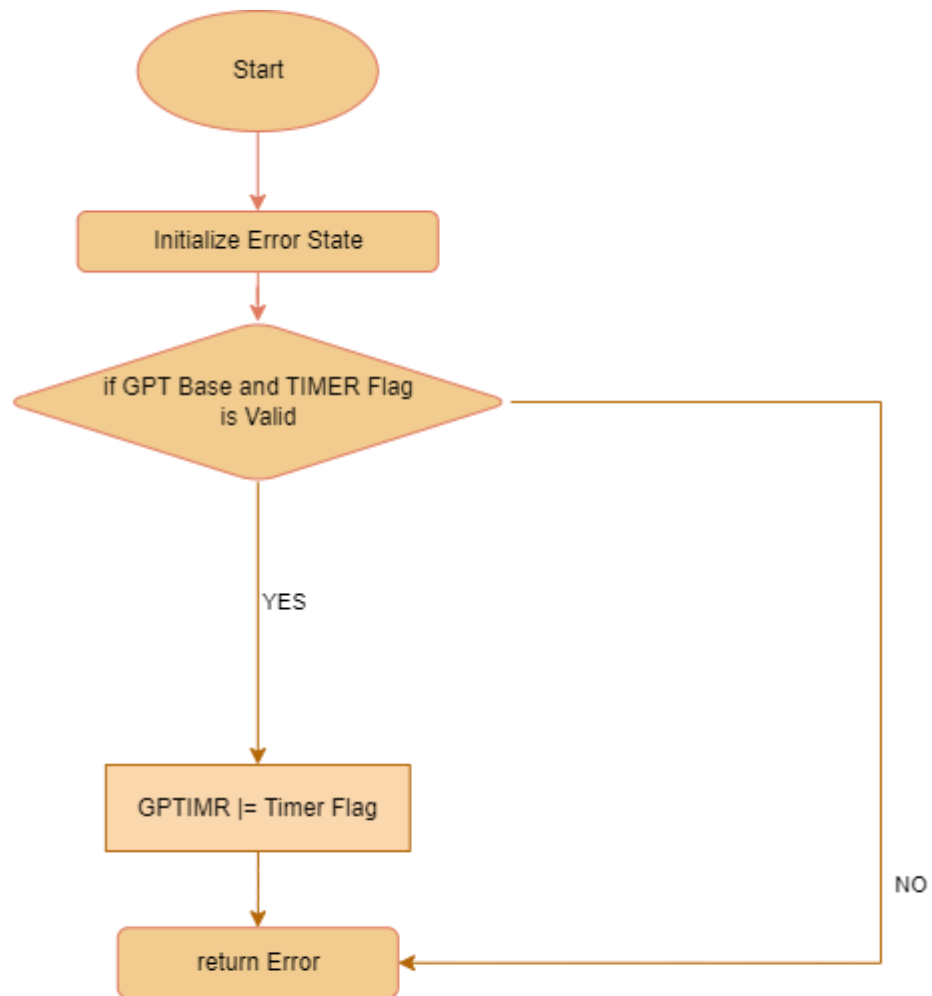 Start
Initialize Error State
if GPT Base and TIMER Flag
is Valid
YES
GPTIMR |= Timer Flag
NO
return Error